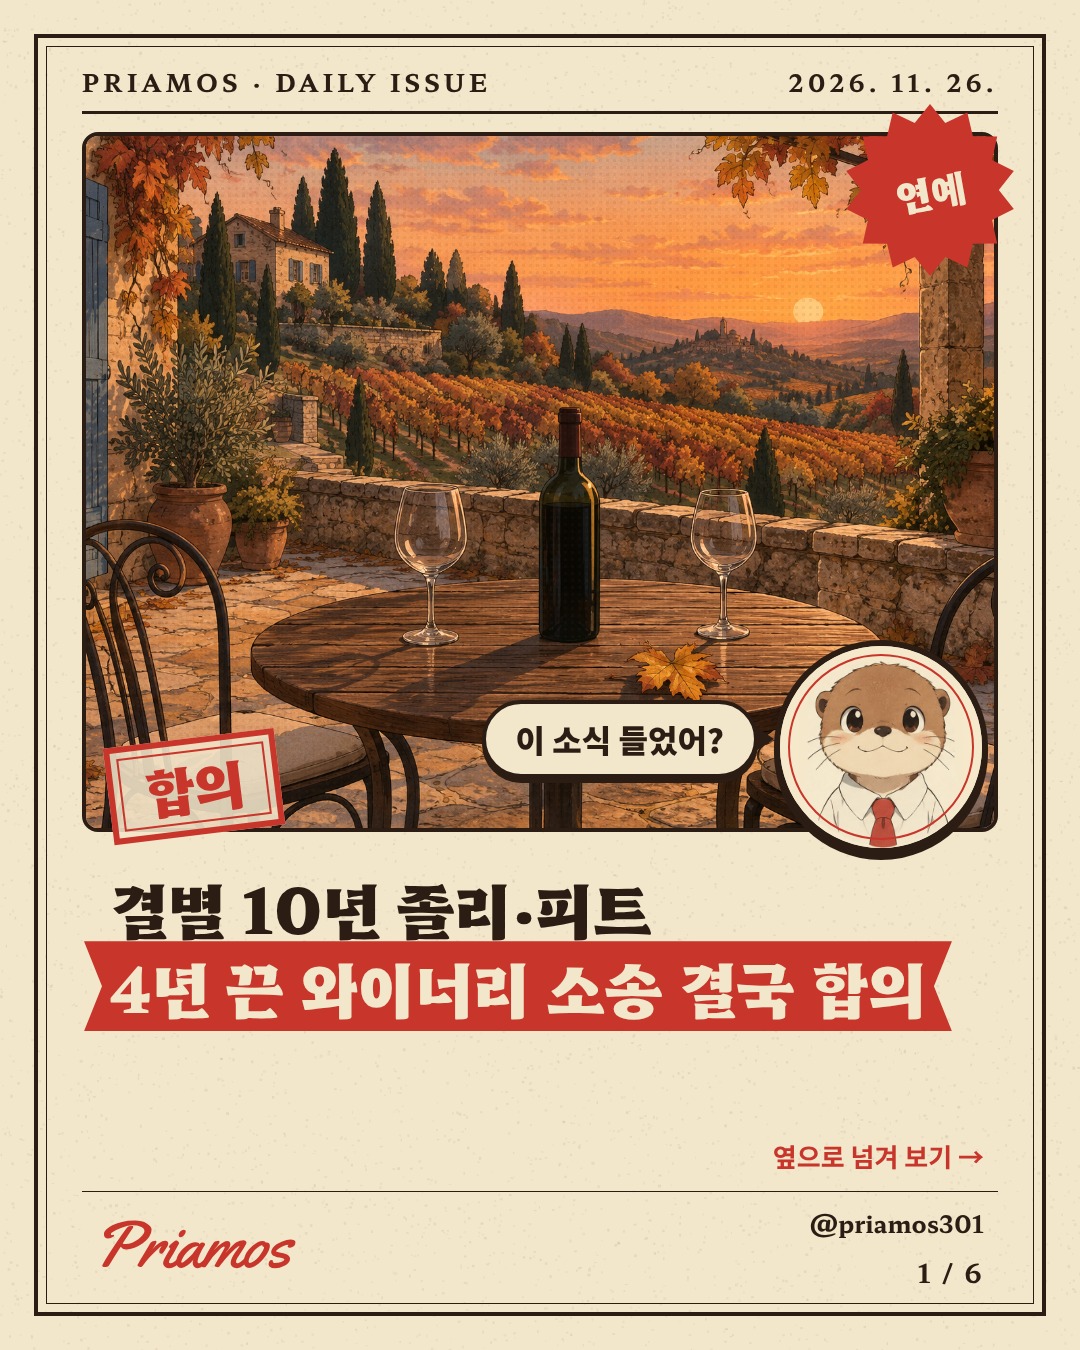 PRIAMOS · DAILY ISSUE
2026. 11. 26.
연예
이 소식 들었어?
합의
결별 10년 졸리·피트
4년 끈 와이너리 소송 결국 합의
옆으로 넘겨 보기 →
Priamos
@priamos301
1 / 6